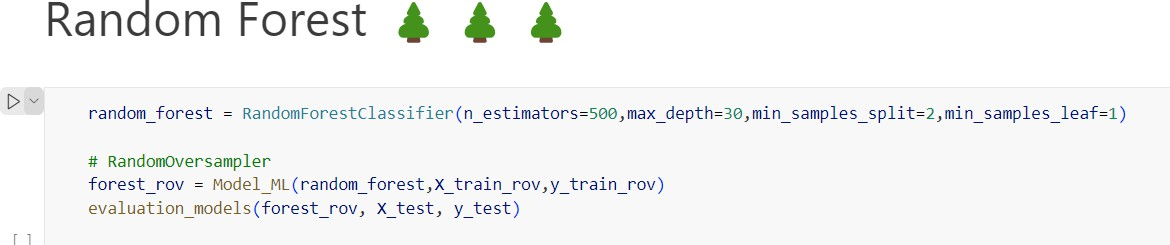 Random Forest 🌲 🌲 🌲
random_forest = RandomForestClassifier(n_estimators=500,max_depth=30,min_samples_split=2,min_samples_leaf=1)
# RandomOversampler
forest_rov = Model_ML(random_forest,X_train_rov,y_train_rov)
evaluation_models(forest_rov, X_test, y_test)
[ ]